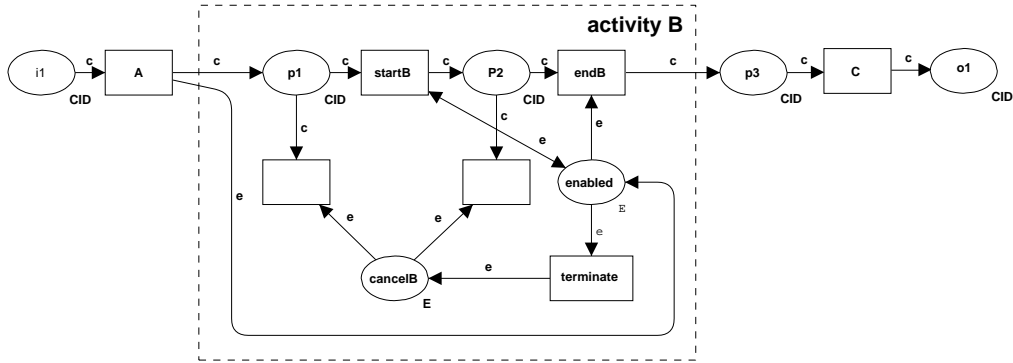 activity B
c
c
c
c
c
c
c
c
i1
A
p1
startB
P2
endB
p3
C
o1
CID
CID
CID
CID
CID
c
c
e
e
enabled
E
e
e
e
e
cancelB
E
e
terminate